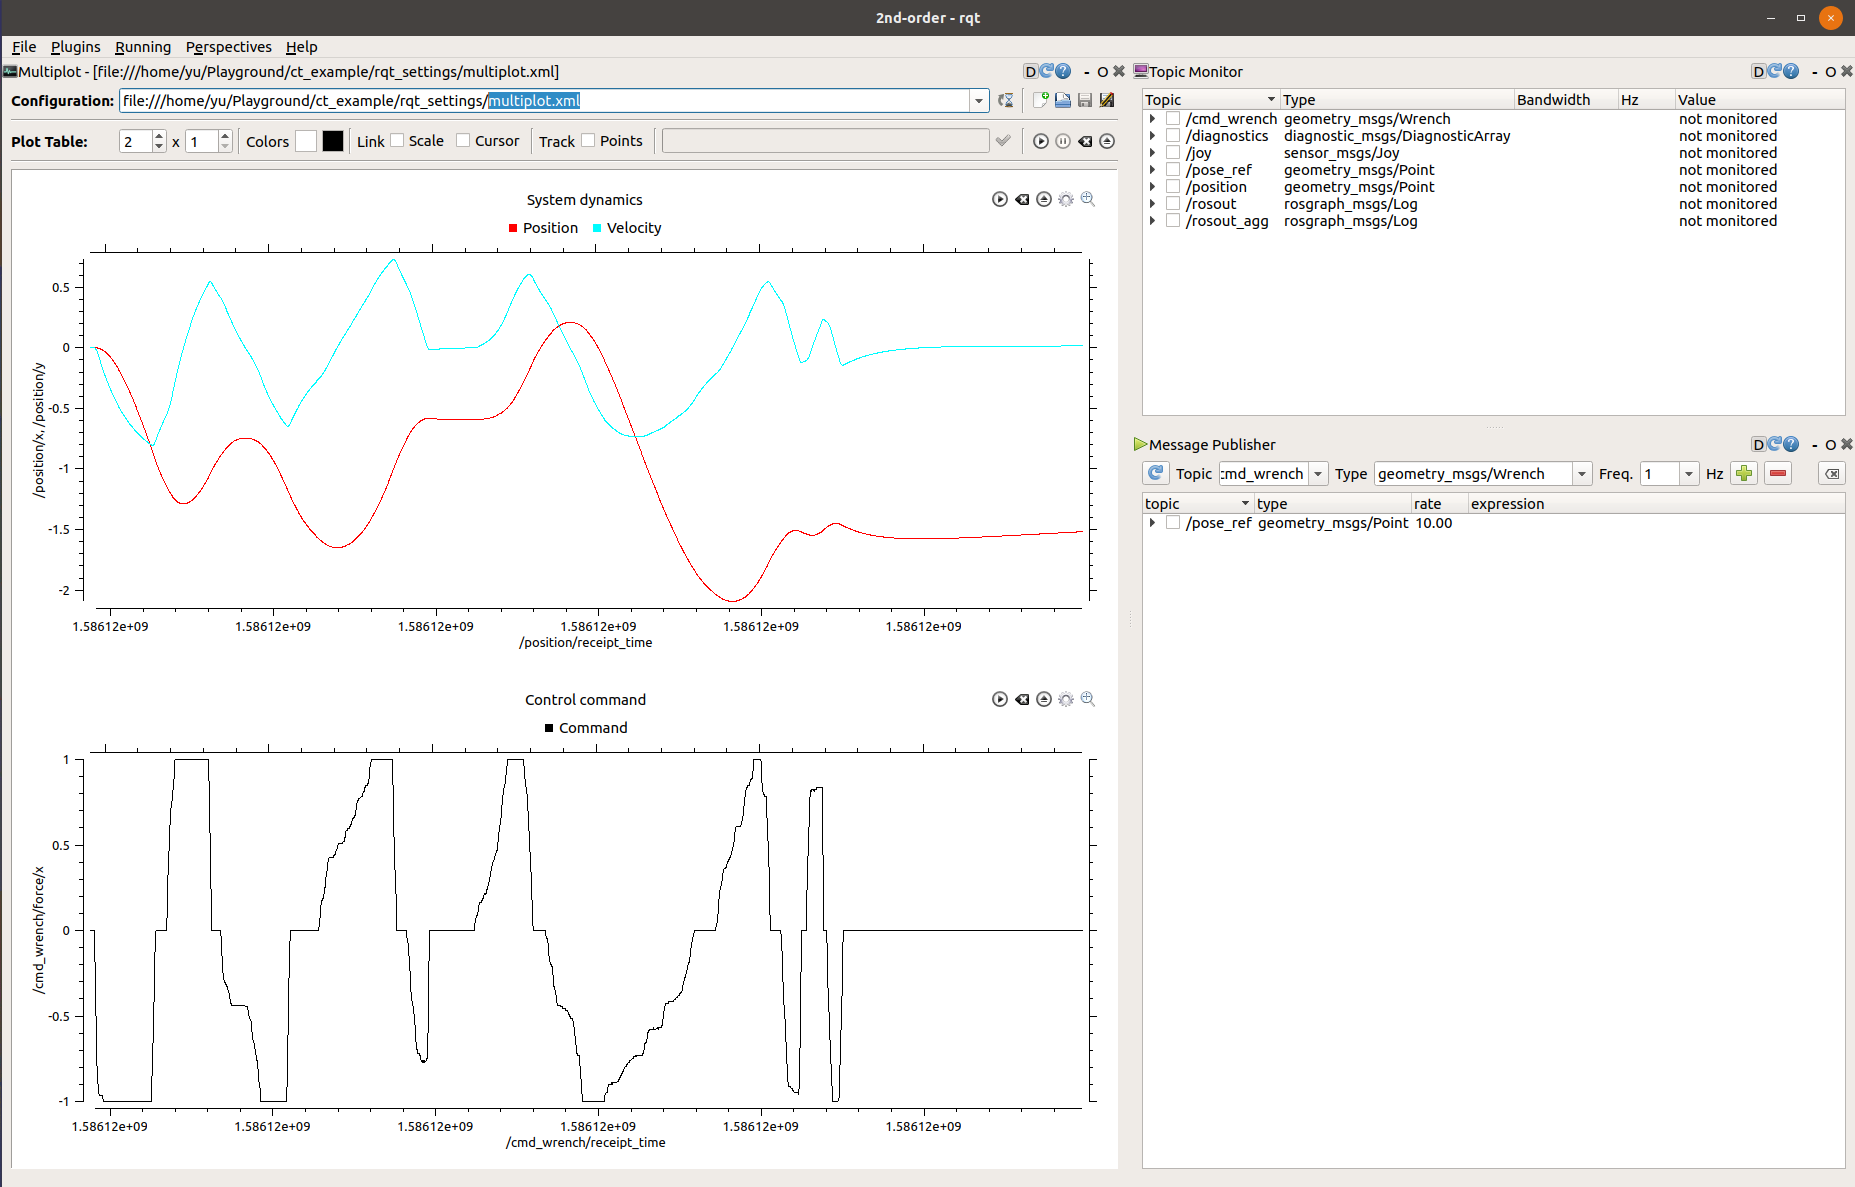 2nd-order - rqt
File Plugins Running Perspectives Help
Multiplot - [file:///home/yu/Playground/ct_example/rqt_settings/multiplot.xml]
D ? - O
Configuration: file:///home/yu/Playground/ct_example/rqt_settings/multiplot.xml
Plot Table: 2 x 1 Colors Link Scale Cursor Track Points
System dynamics
Position Velocity
0.5
0
-0.5
-1
-1.5
-2
/position/x, /position/y
1.58612e+09 1.58612e+09 1.58612e+09 1.58612e+09 1.58612e+09 1.58612e+09
/position/receipt_time
Control command
Command
1
0.5
0
-0.5
-1
/cmd_wrench/force/x
1.58612e+09 1.58612e+09 1.58612e+09 1.58612e+09 1.58612e+09 1.58612e+09
/cmd_wrench/receipt_time
Topic Monitor
D ? - O
Topic Type Bandwidth Hz Value
/cmd_wrench geometry_msgs/Wrench not monitored
/diagnostics diagnostic_msgs/DiagnosticArray not monitored
/joy sensor_msgs/Joy not monitored
/pose_ref geometry_msgs/Point not monitored
/position geometry_msgs/Point not monitored
/rosout rosgraph_msgs/Log not monitored
/rosout_agg rosgraph_msgs/Log not monitored
Message Publisher
D ? - O
Topic cmd_wrench Type geometry_msgs/Wrench Freq. 1 Hz
topic type rate expression
/pose_ref geometry_msgs/Point 10.00